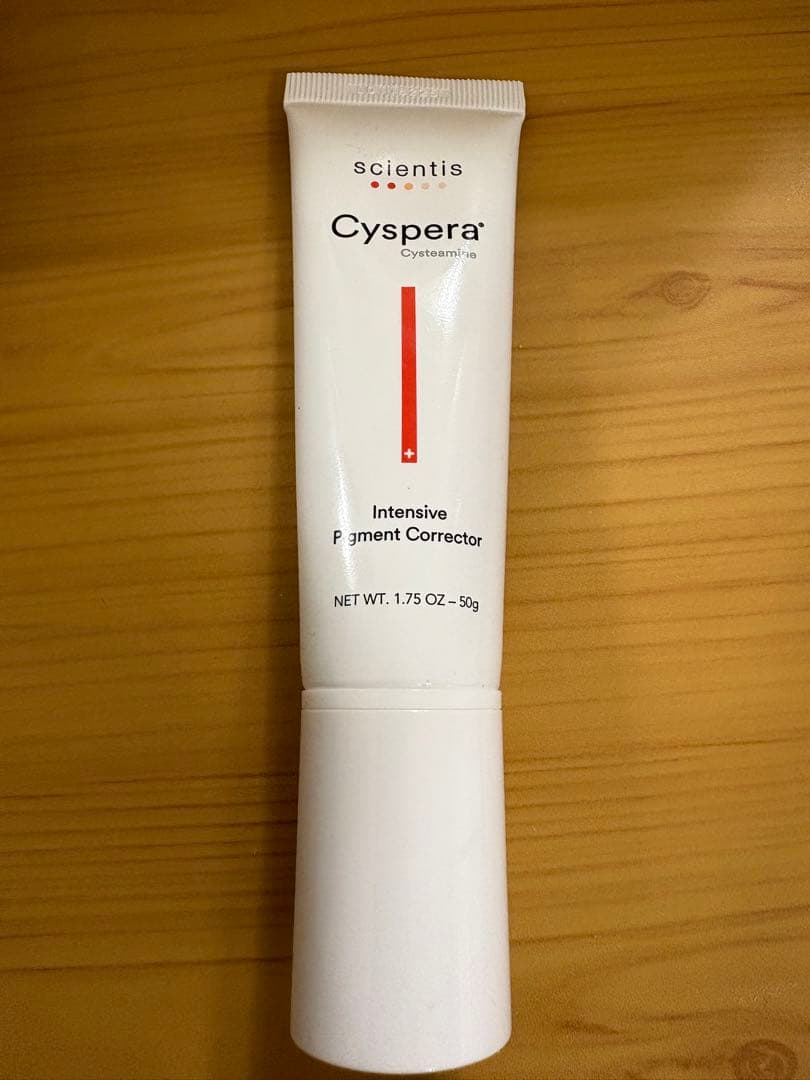 scientis
Cyspera®
Cysteamine
Intensive
Pigment Corrector
NET WT. 1.75 OZ – 50g